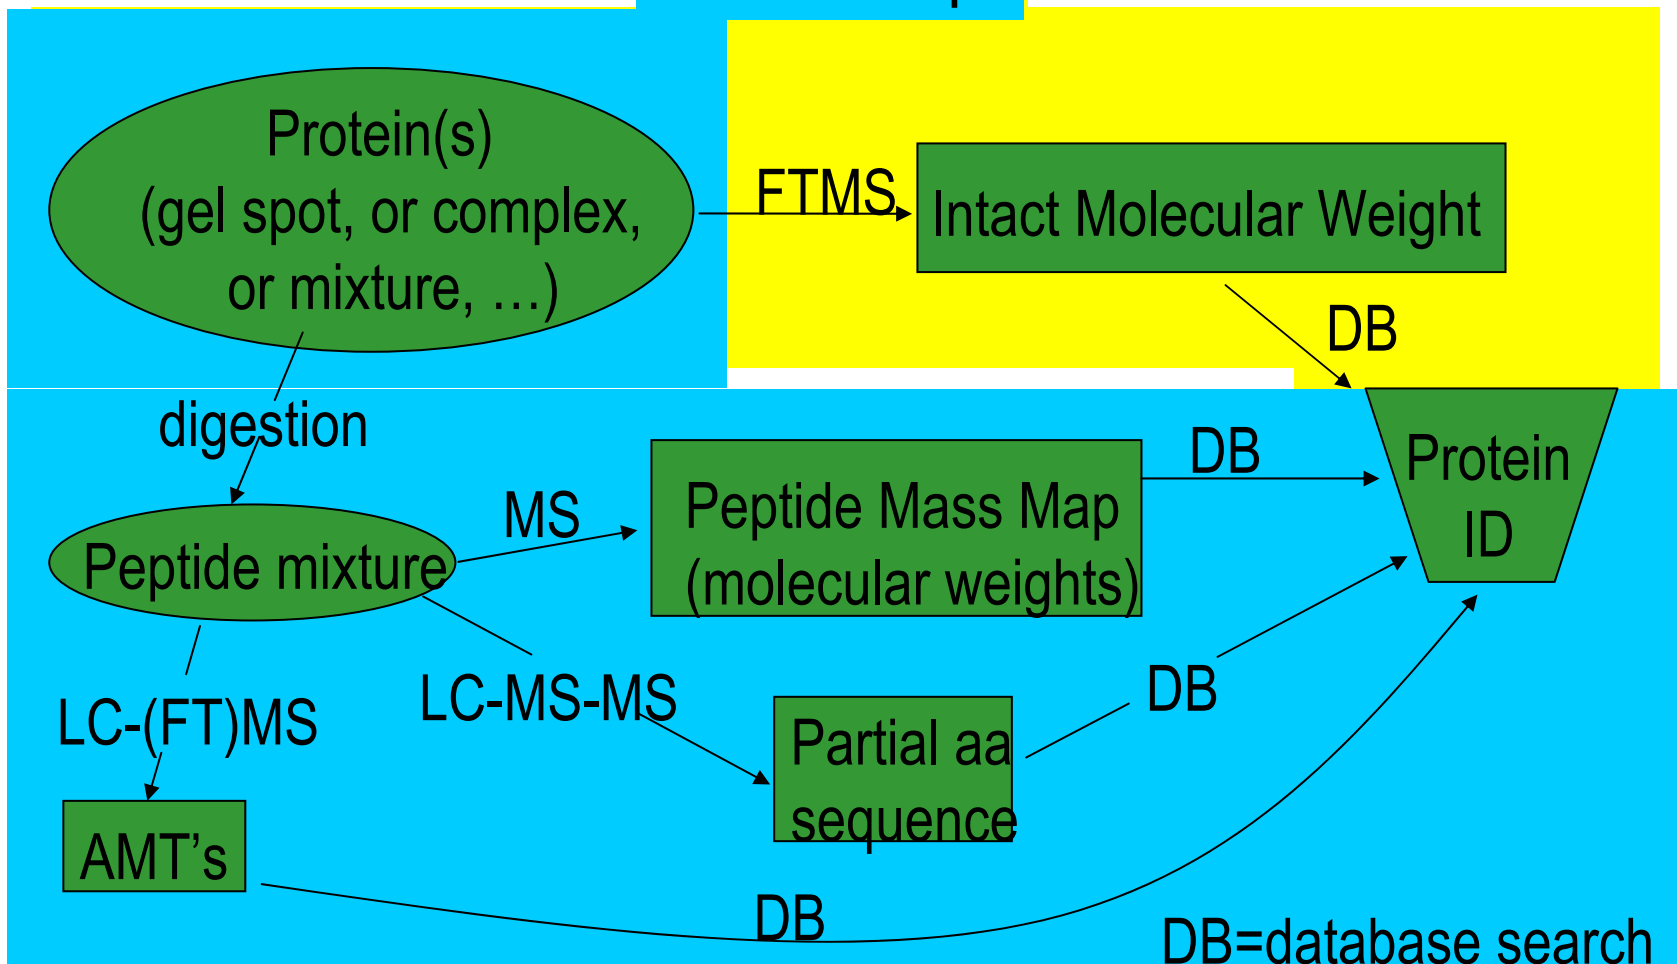 Protein(s)
(gel spot, or complex,
or mixture, …)
FTMS
Intact Molecular Weight
DB
digestion
DB
Protein
ID
MS
Peptide Mass Map
(molecular weights)
Peptide mixture
LC-(FT)MS
LC-MS-MS
DB
Partial aa
sequence
AMT’s
DB
DB=database search